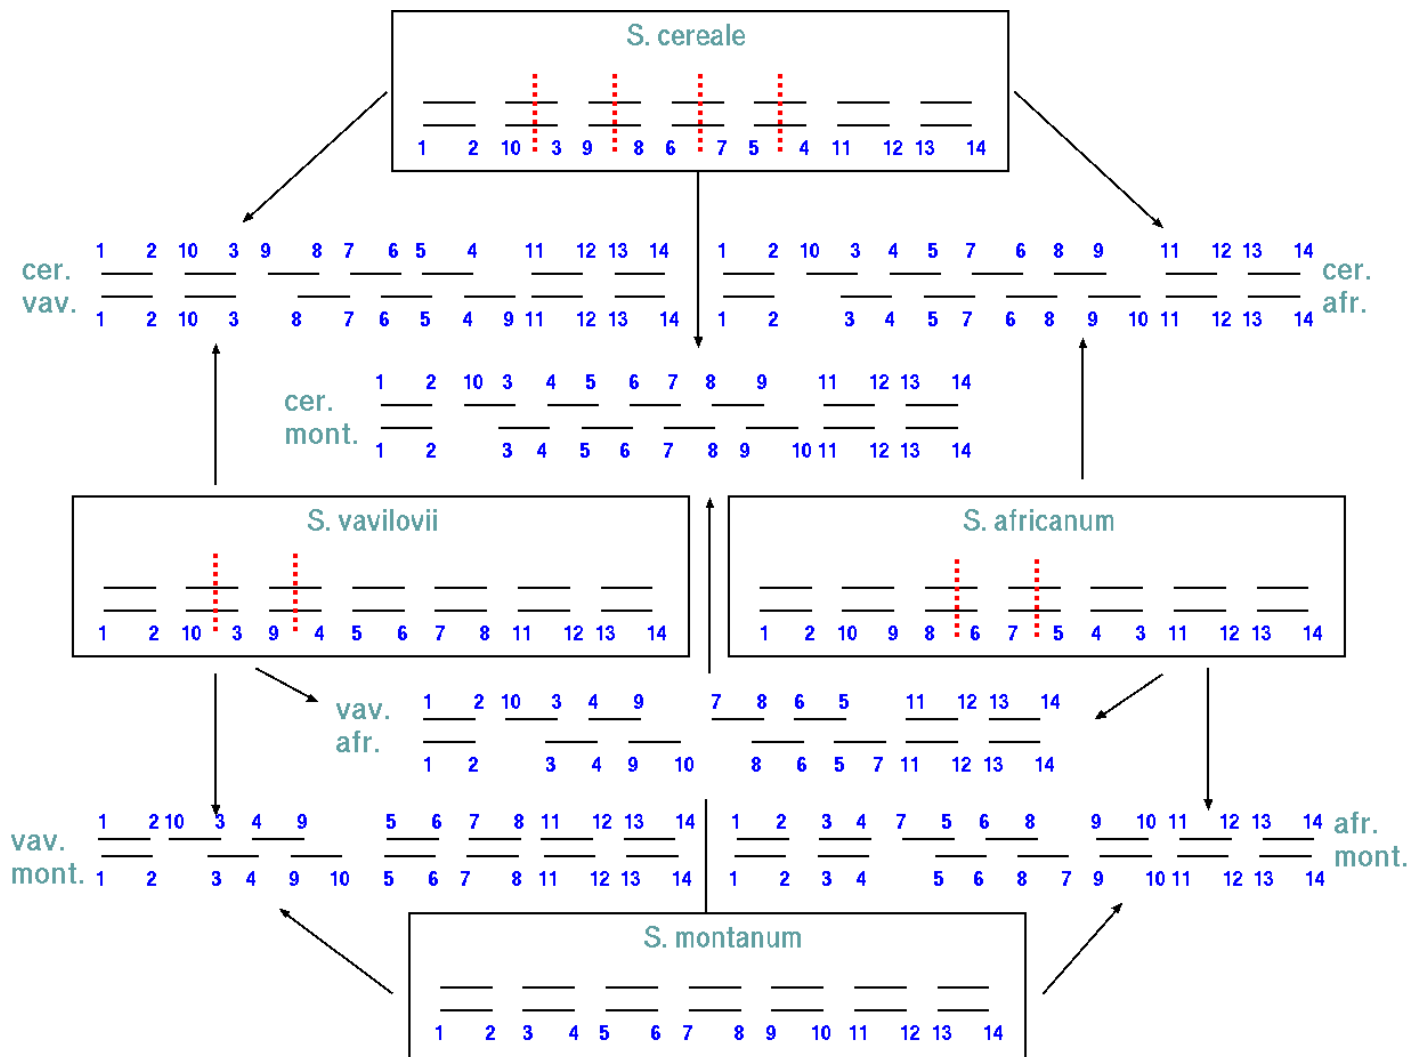 S. cereale
1 2 10 3 9 8 6 7 5 4 11 12 13 14
1 2 10 3 9 8 7 6 5 4 11 12 13 14
cer.
vav.
1 2 10 3 8 7 6 5 4 9 11 12 13 14
1 2 10 3 4 5 7 6 8 9 11 12 13 14
cer.
afr.
1 2 3 4 5 7 6 8 9 10 11 12 13 14
1 2 10 3 4 5 6 7 8 9 11 12 13 14
cer.
mont.
1 2 3 4 5 6 7 8 9 10 11 12 13 14
S. vavilovii
1 2 10 3 9 4 5 6 7 8 11 12 13 14
S. africanum
1 2 10 9 8 6 7 5 4 3 11 12 13 14
1 2 10 3 4 9 7 8 6 5 11 12 13 14
vav.
afr.
1 2 3 4 9 10 8 6 5 7 11 12 13 14
1 2 10 3 4 9 5 6 7 8 11 12 13 14
vav.
mont.
1 2 3 4 9 10 5 6 7 8 11 12 13 14
1 2 3 4 7 5 6 8 9 10 11 12 13 14
afr.
mont.
1 2 3 4 5 6 8 7 9 10 11 12 13 14
S. montanum
1 2 3 4 5 6 7 8 9 10 11 12 13 14